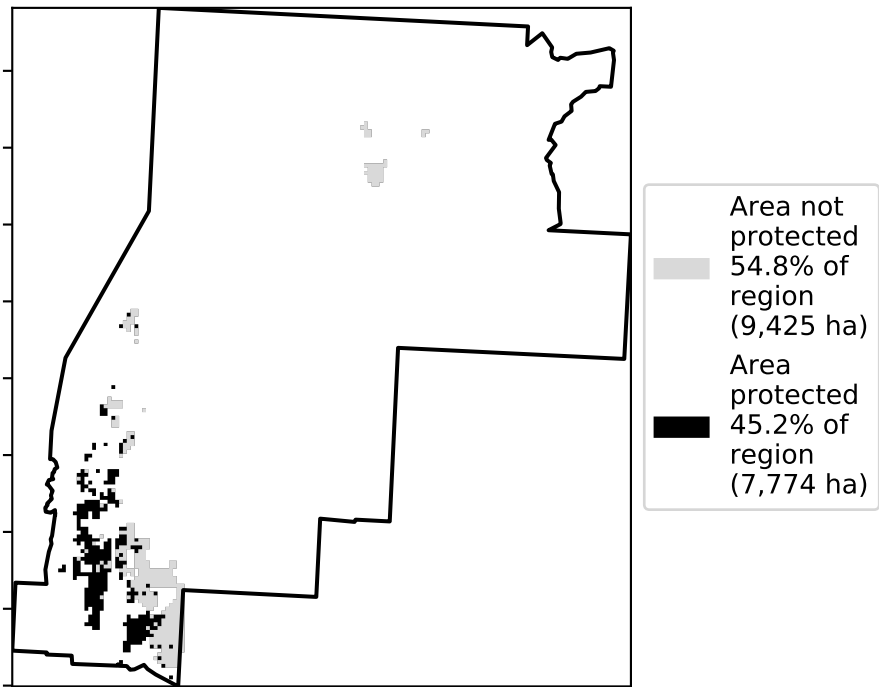 Area not
protected
54.8% of
region
(9,425 ha)
Area
protected
45.2% of
region
(7,774 ha)